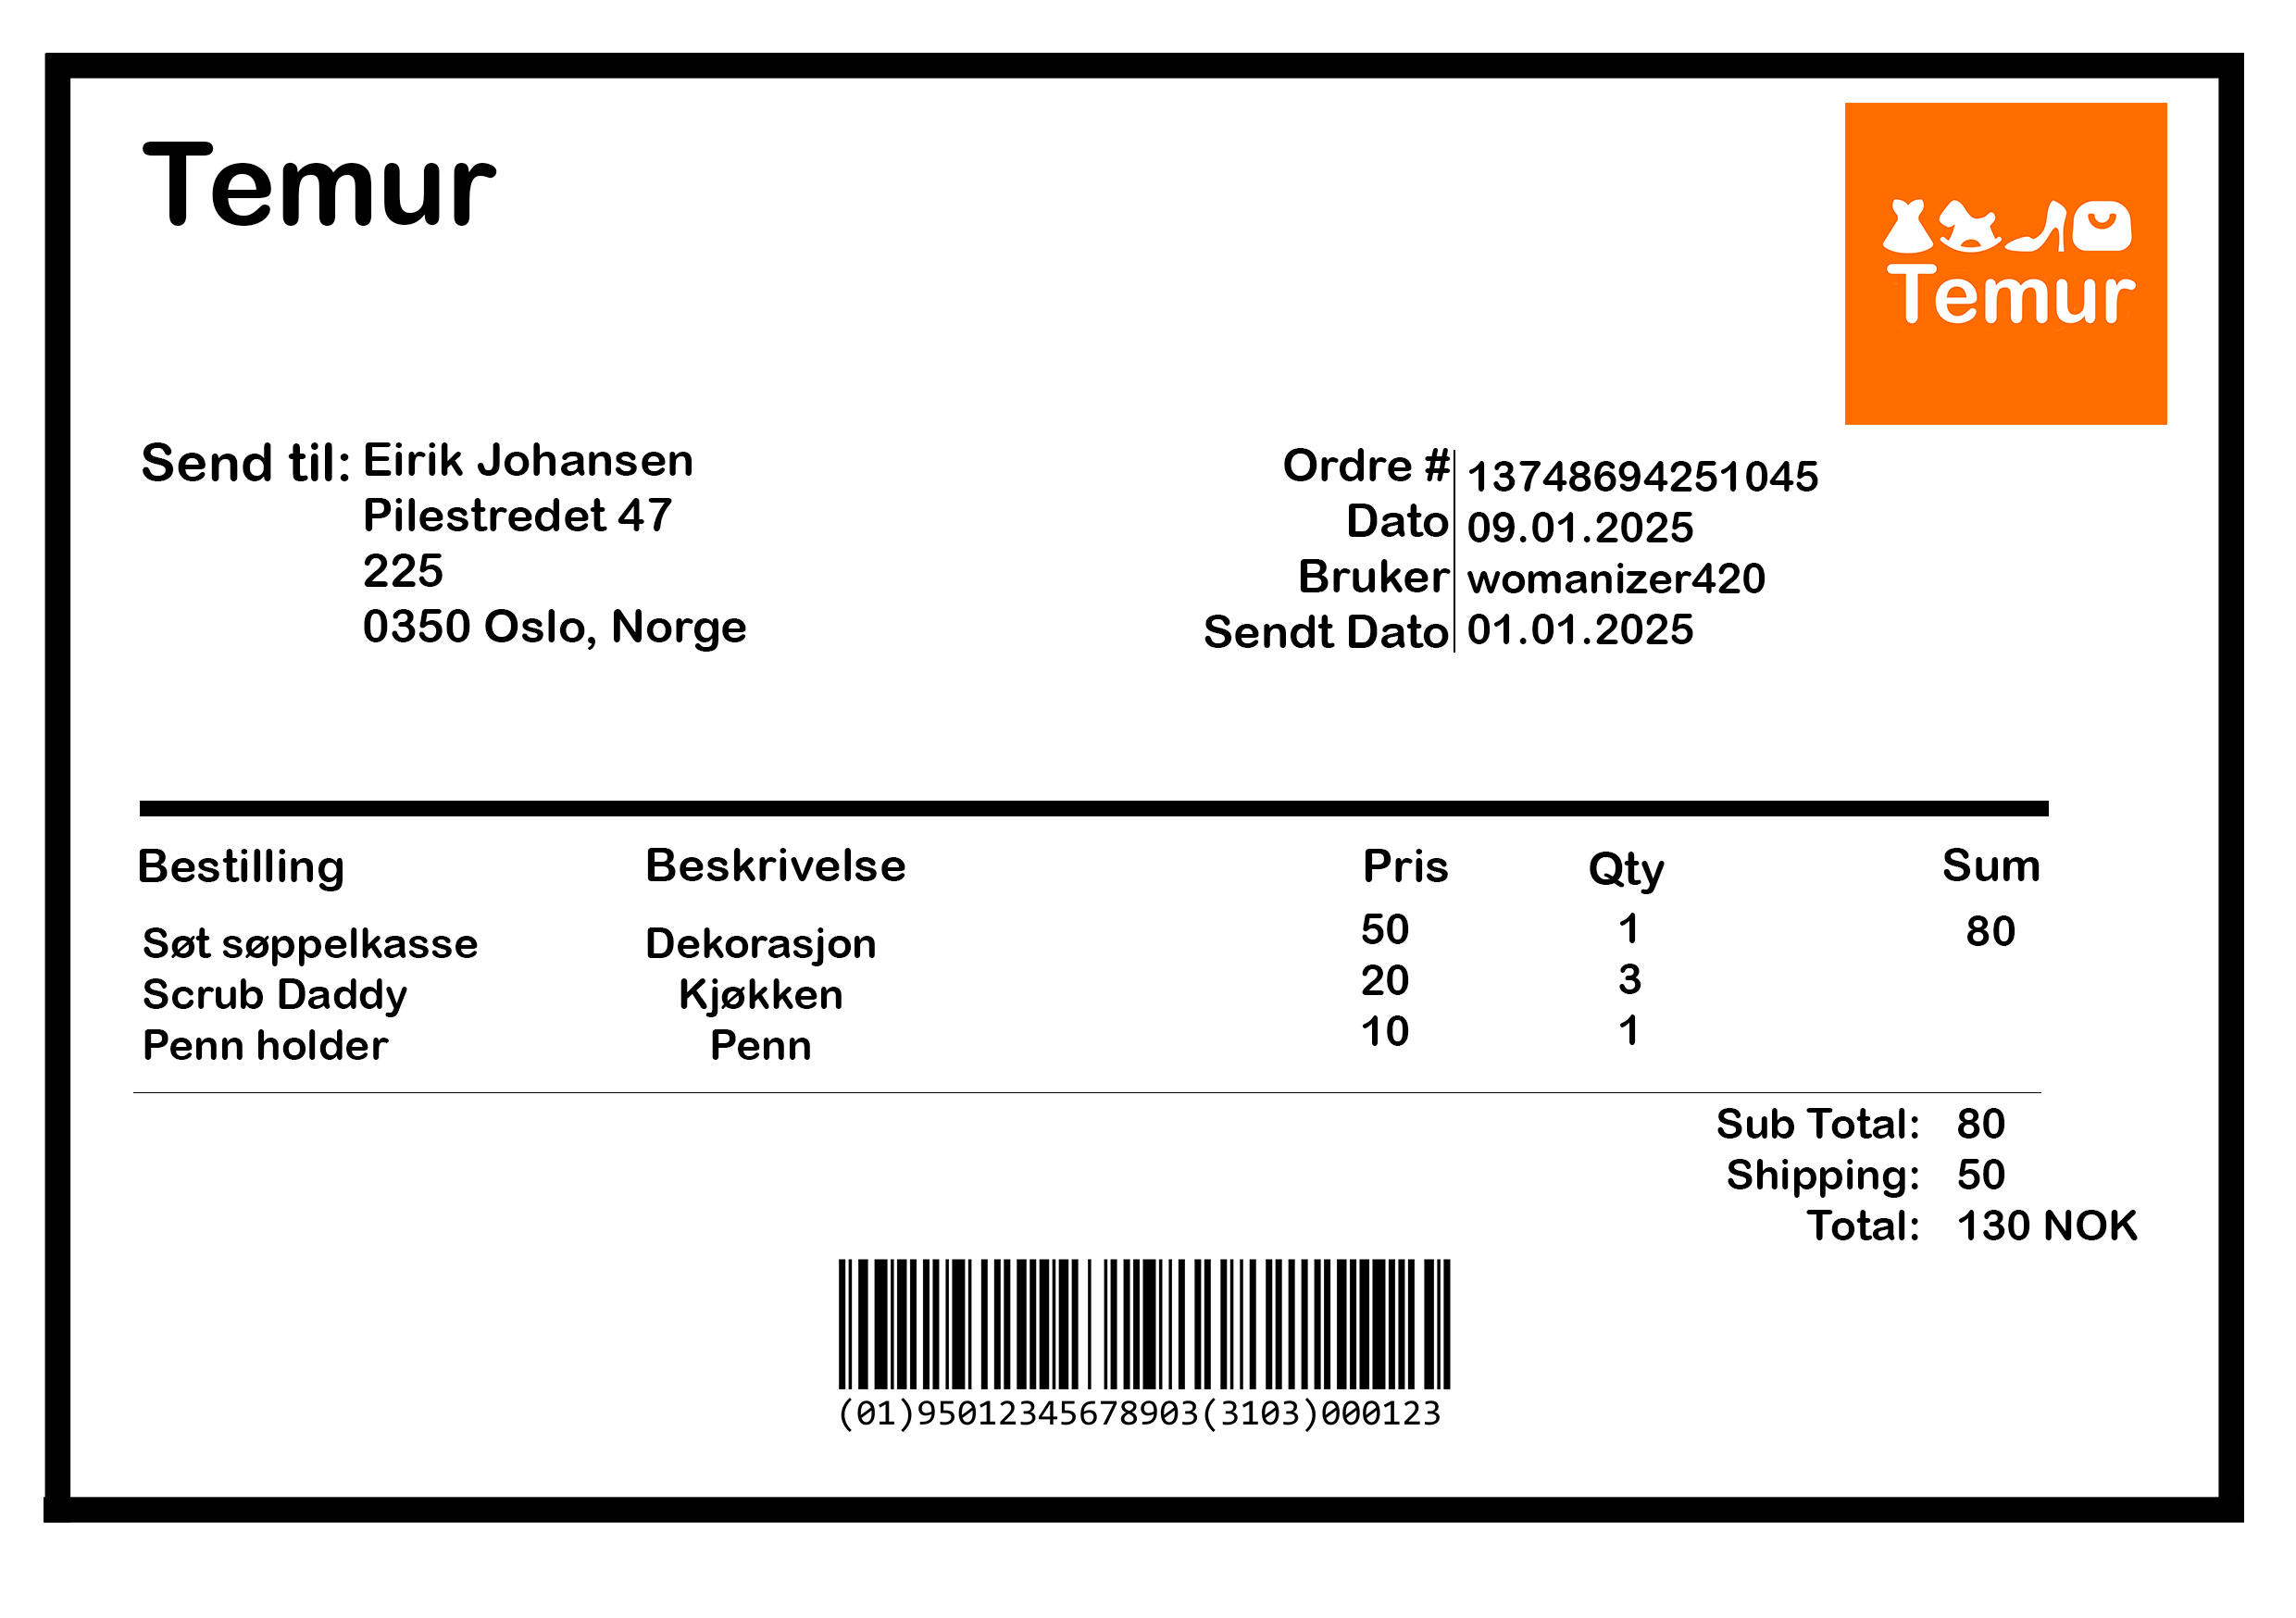 Temur
Temur
Send til: Eirik Johansen
Pilestredet 47
225
0350 Oslo, Norge
Ordre # 13748694251045
Dato 09.01.2025
Bruker womanizer420
Sendt Dato 01.01.2025
Bestilling Beskrivelse Pris Qty Sum
Søt søppelkasse Dekorasjon 50 1 80
Scrub Daddy Kjøkken 20 3
Penn holder Penn 10 1
Sub Total: 80
Shipping: 50
Total: 130 NOK
(01)95012345678903(3103)000123